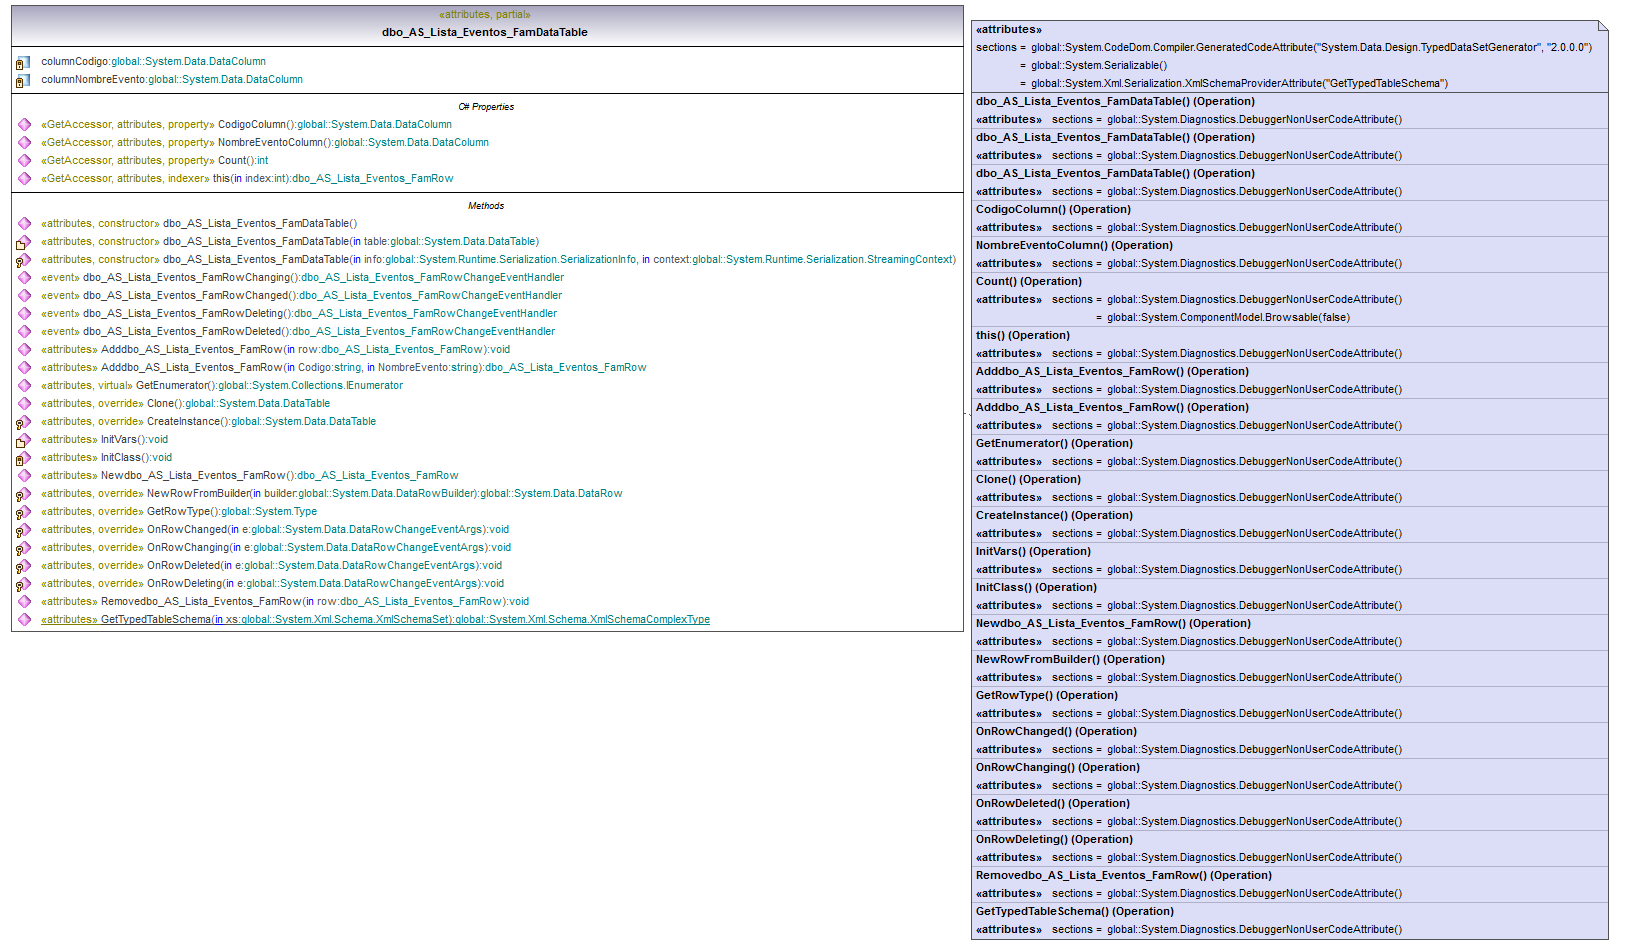 «attributes, partial»
dbo_AS_Lista_Eventos_FamDataTable
columnCodigo:global::System.Data.DataColumn
columnNombreEvento:global::System.Data.DataColumn
C# Properties
«GetAccessor, attributes, property» CodigoColumn():global::System.Data.DataColumn
«GetAccessor, attributes, property» NombreEventoColumn():global::System.Data.DataColumn
«GetAccessor, attributes, property» Count():int
«GetAccessor, attributes, indexer» this(in index:int):dbo_AS_Lista_Eventos_FamRow
Methods
«attributes, constructor» dbo_AS_Lista_Eventos_FamDataTable()
«attributes, constructor» dbo_AS_Lista_Eventos_FamDataTable(in table:global::System.Data.DataTable)
«attributes, constructor» dbo_AS_Lista_Eventos_FamDataTable(in info:global::System.Runtime.Serialization.SerializationInfo, in context:global::System.Runtime.Serialization.StreamingContext)
«event» dbo_AS_Lista_Eventos_FamRowChanging():dbo_AS_Lista_Eventos_FamRowChangeEventHandler
«event» dbo_AS_Lista_Eventos_FamRowChanged():dbo_AS_Lista_Eventos_FamRowChangeEventHandler
«event» dbo_AS_Lista_Eventos_FamRowDeleting():dbo_AS_Lista_Eventos_FamRowChangeEventHandler
«event» dbo_AS_Lista_Eventos_FamRowDeleted():dbo_AS_Lista_Eventos_FamRowChangeEventHandler
«attributes» Adddbo_AS_Lista_Eventos_FamRow(in row:dbo_AS_Lista_Eventos_FamRow):void
«attributes» Adddbo_AS_Lista_Eventos_FamRow(in Codigo:string, in NombreEvento:string):dbo_AS_Lista_Eventos_FamRow
«attributes, virtual» GetEnumerator():global::System.Collections.IEnumerator
«attributes, override» Clone():global::System.Data.DataTable
«attributes, override» CreateInstance():global::System.Data.DataTable
«attributes» InitVars():void
«attributes» InitClass():void
«attributes» Newdbo_AS_Lista_Eventos_FamRow():dbo_AS_Lista_Eventos_FamRow
«attributes, override» NewRowFromBuilder(in builder:global::System.Data.DataRowBuilder):global::System.Data.DataRow
«attributes, override» GetRowType():global::System.Type
«attributes, override» OnRowChanged(in e:global::System.Data.DataRowChangeEventArgs):void
«attributes, override» OnRowChanging(in e:global::System.Data.DataRowChangeEventArgs):void
«attributes, override» OnRowDeleted(in e:global::System.Data.DataRowChangeEventArgs):void
«attributes, override» OnRowDeleting(in e:global::System.Data.DataRowChangeEventArgs):void
«attributes» Removedbo_AS_Lista_Eventos_FamRow(in row:dbo_AS_Lista_Eventos_FamRow):void
«attributes» GetTypedTableSchema(in xs:global::System.Xml.Schema.XmlSchemaSet):global::System.Xml.Schema.XmlSchemaComplexType
«attributes»
sections = global::System.CodeDom.Compiler.GeneratedCodeAttribute("System.Data.Design.TypedDataSetGenerator", "2.0.0.0")
= global::System.Serializable()
= global::System.Xml.Serialization.XmlSchemaProviderAttribute("GetTypedTableSchema")
dbo_AS_Lista_Eventos_FamDataTable() (Operation)
«attributes» sections = global::System.Diagnostics.DebuggerNonUserCodeAttribute()
dbo_AS_Lista_Eventos_FamDataTable() (Operation)
«attributes» sections = global::System.Diagnostics.DebuggerNonUserCodeAttribute()
dbo_AS_Lista_Eventos_FamDataTable() (Operation)
«attributes» sections = global::System.Diagnostics.DebuggerNonUserCodeAttribute()
CodigoColumn() (Operation)
«attributes» sections = global::System.Diagnostics.DebuggerNonUserCodeAttribute()
NombreEventoColumn() (Operation)
«attributes» sections = global::System.Diagnostics.DebuggerNonUserCodeAttribute()
Count() (Operation)
«attributes» sections = global::System.Diagnostics.DebuggerNonUserCodeAttribute()
= global::System.ComponentModel.Browsable(false)
this() (Operation)
«attributes» sections = global::System.Diagnostics.DebuggerNonUserCodeAttribute()
Adddbo_AS_Lista_Eventos_FamRow() (Operation)
«attributes» sections = global::System.Diagnostics.DebuggerNonUserCodeAttribute()
Adddbo_AS_Lista_Eventos_FamRow() (Operation)
«attributes» sections = global::System.Diagnostics.DebuggerNonUserCodeAttribute()
GetEnumerator() (Operation)
«attributes» sections = global::System.Diagnostics.DebuggerNonUserCodeAttribute()
Clone() (Operation)
«attributes» sections = global::System.Diagnostics.DebuggerNonUserCodeAttribute()
CreateInstance() (Operation)
«attributes» sections = global::System.Diagnostics.DebuggerNonUserCodeAttribute()
InitVars() (Operation)
«attributes» sections = global::System.Diagnostics.DebuggerNonUserCodeAttribute()
InitClass() (Operation)
«attributes» sections = global::System.Diagnostics.DebuggerNonUserCodeAttribute()
Newdbo_AS_Lista_Eventos_FamRow() (Operation)
«attributes» sections = global::System.Diagnostics.DebuggerNonUserCodeAttribute()
NewRowFromBuilder() (Operation)
«attributes» sections = global::System.Diagnostics.DebuggerNonUserCodeAttribute()
GetRowType() (Operation)
«attributes» sections = global::System.Diagnostics.DebuggerNonUserCodeAttribute()
OnRowChanged() (Operation)
«attributes» sections = global::System.Diagnostics.DebuggerNonUserCodeAttribute()
OnRowChanging() (Operation)
«attributes» sections = global::System.Diagnostics.DebuggerNonUserCodeAttribute()
OnRowDeleted() (Operation)
«attributes» sections = global::System.Diagnostics.DebuggerNonUserCodeAttribute()
OnRowDeleting() (Operation)
«attributes» sections = global::System.Diagnostics.DebuggerNonUserCodeAttribute()
Removedbo_AS_Lista_Eventos_FamRow() (Operation)
«attributes» sections = global::System.Diagnostics.DebuggerNonUserCodeAttribute()
GetTypedTableSchema() (Operation)
«attributes» sections = global::System.Diagnostics.DebuggerNonUserCodeAttribute()